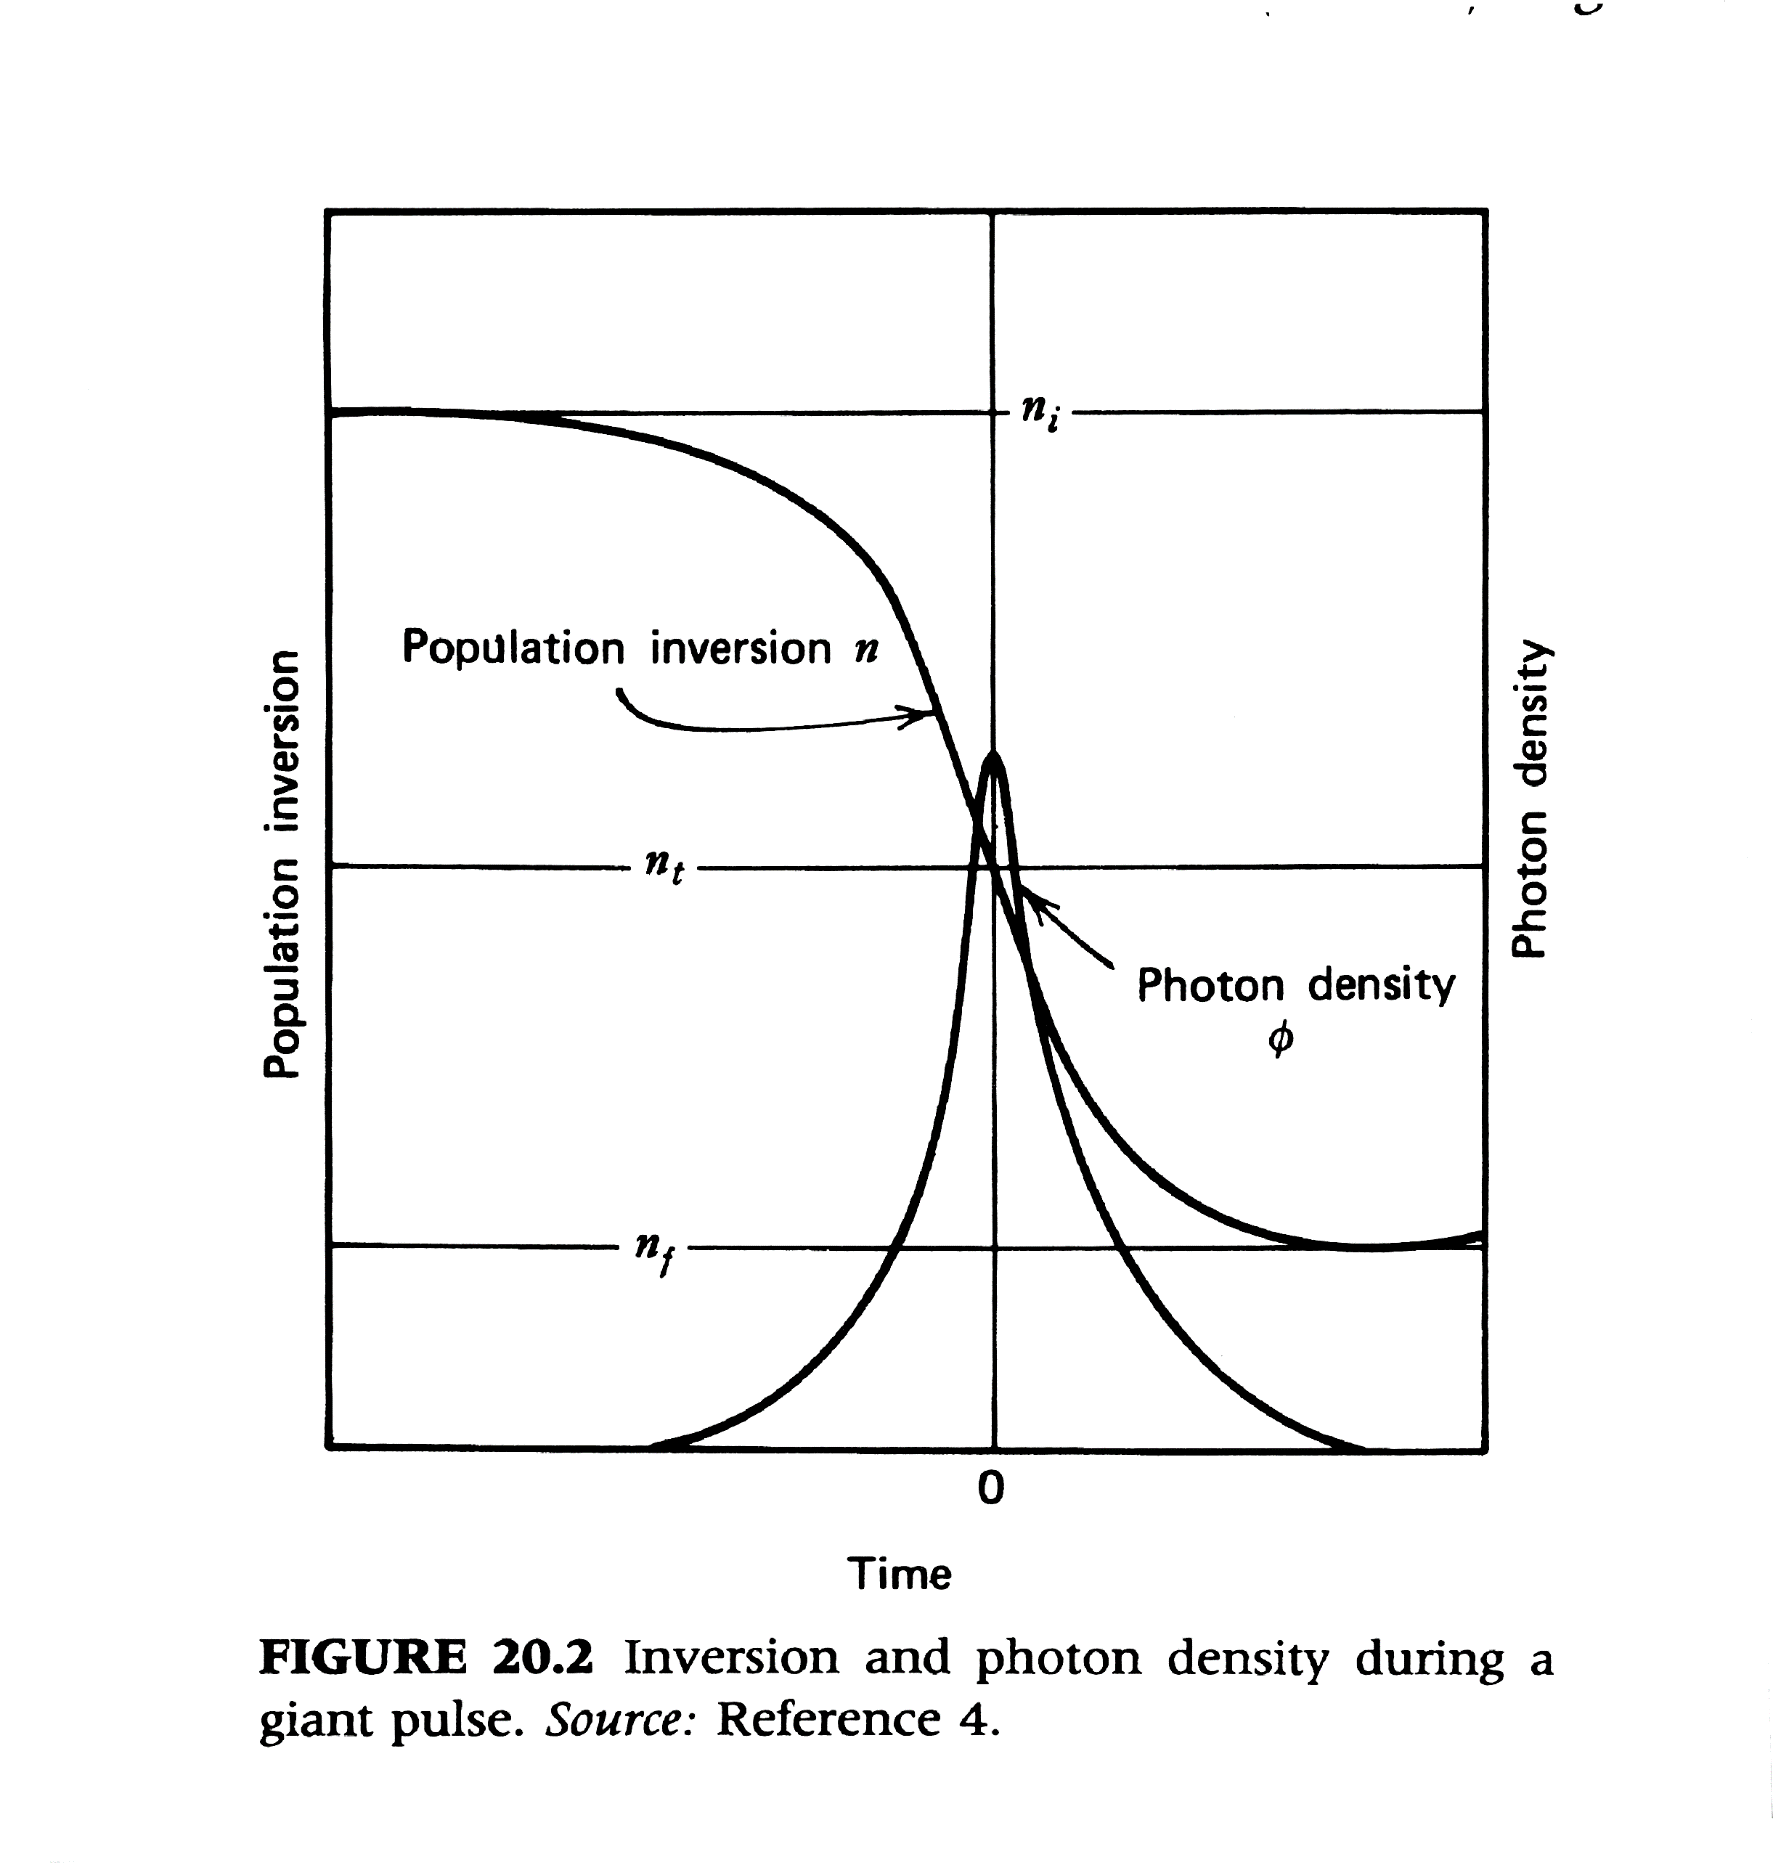 n_i
Population inversion n
Population inversion
Photon density
n_t
Photon density
ϕ
n_f
0
Time
FIGURE 20.2 Inversion and photon density during a
giant pulse. Source: Reference 4.